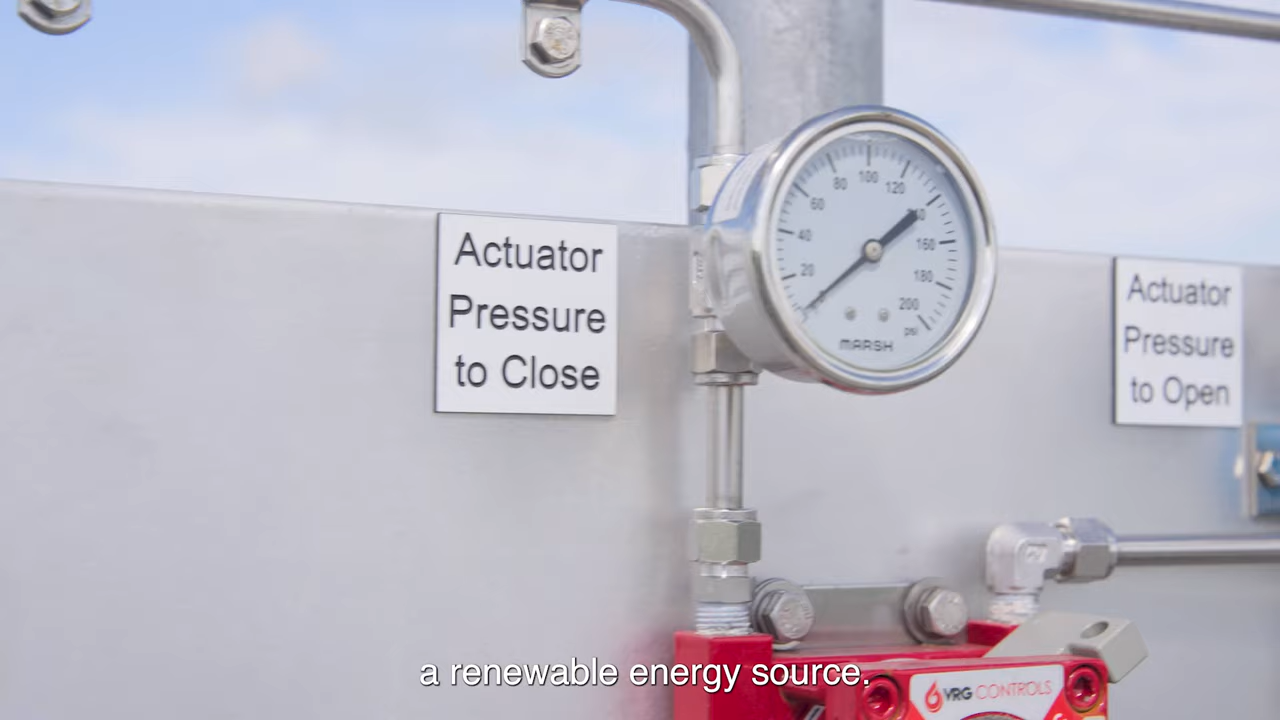 Actuator
Pressure
to Close
20
40
60
80
100
120
160
180
200
psi
MARSH
Actuator
Pressure
to Open
VRG CONTROLS
a renewable energy source.